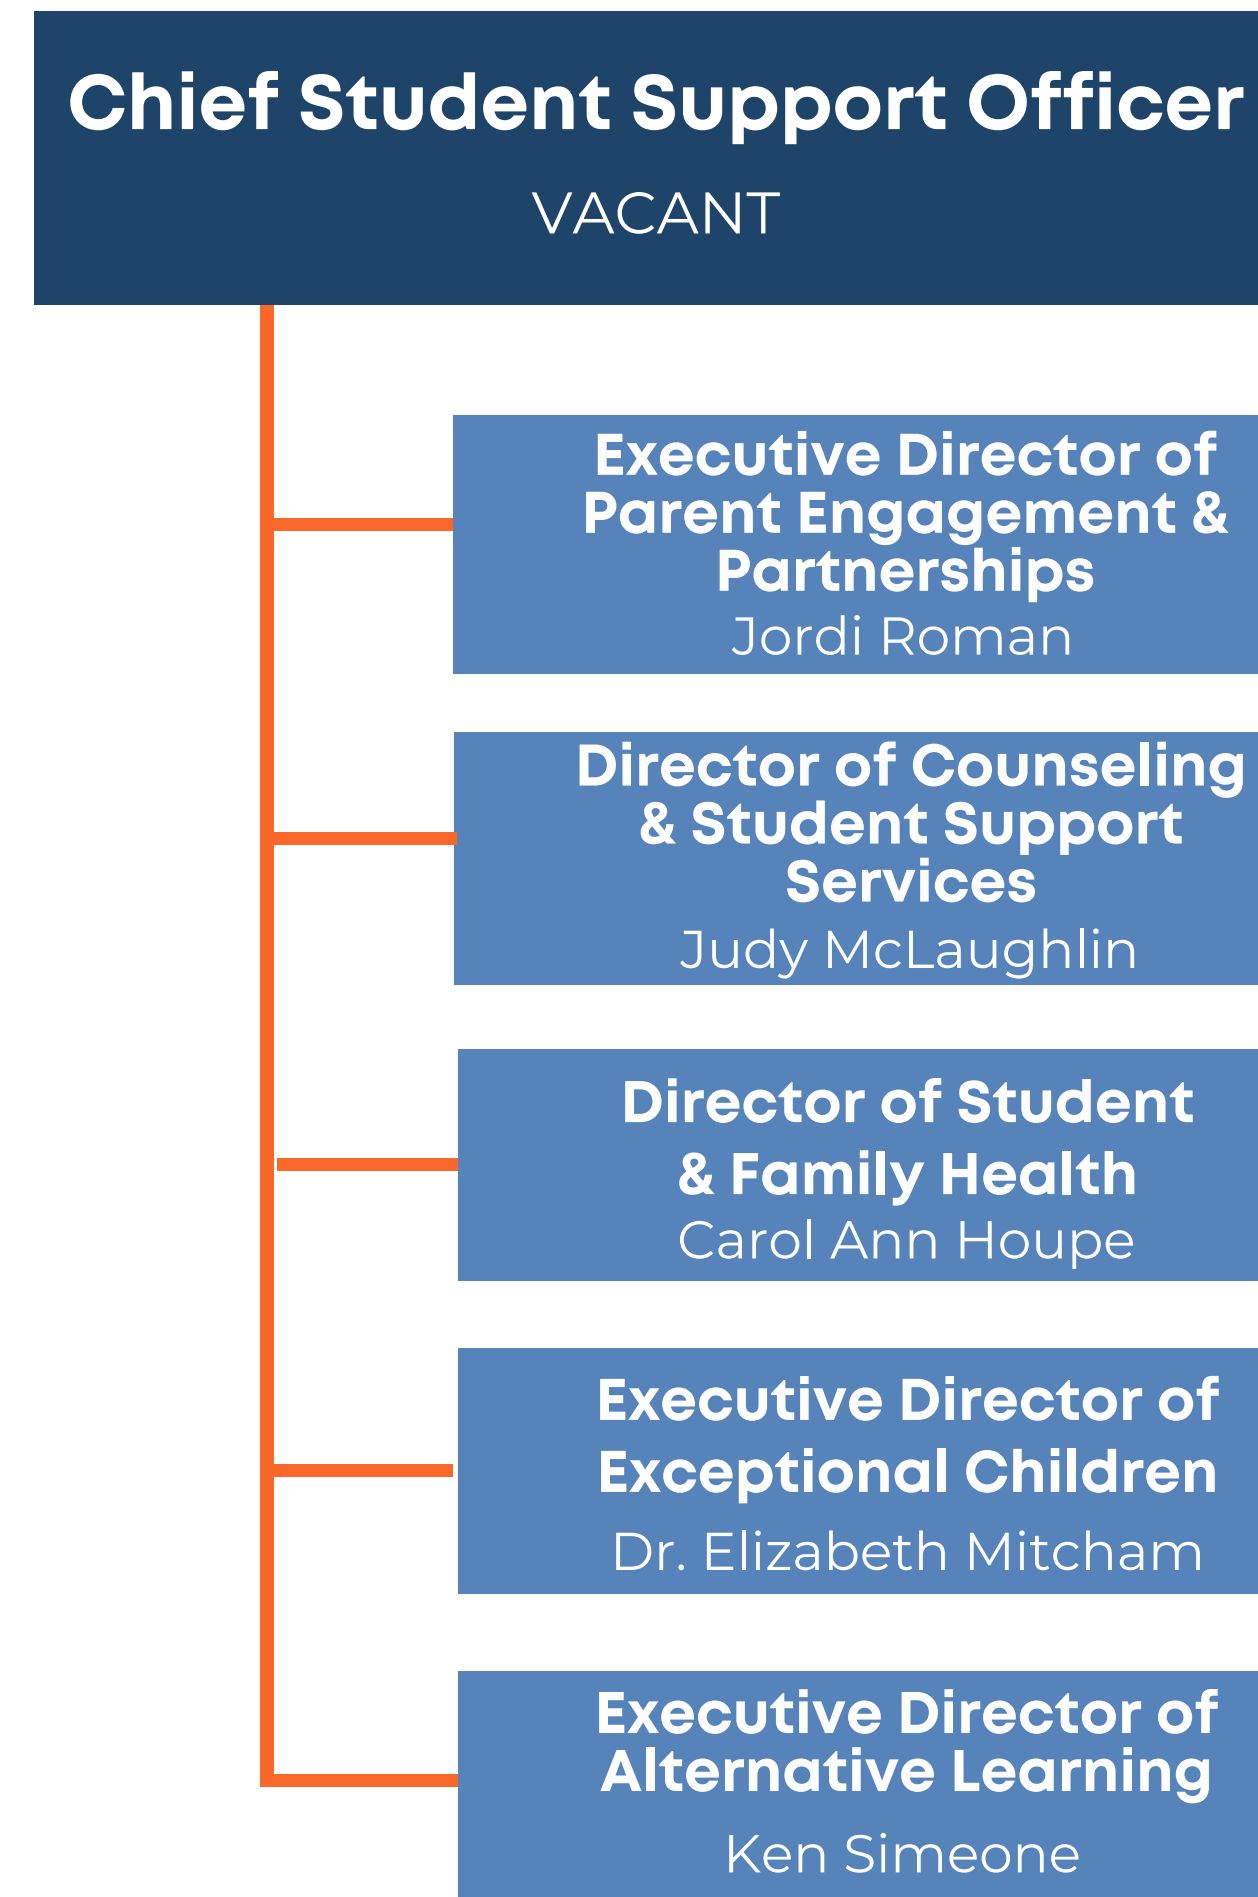 Chief Student Support Officer
VACANT
Executive Director of
Parent Engagement &
Partnerships
Jordi Roman
Director of Counseling
& Student Support
Services
Judy McLaughlin
Director of Student
& Family Health
Carol Ann Houpe
Executive Director of
Exceptional Children
Dr. Elizabeth Mitcham
Executive Director of
Alternative Learning
Ken Simeone